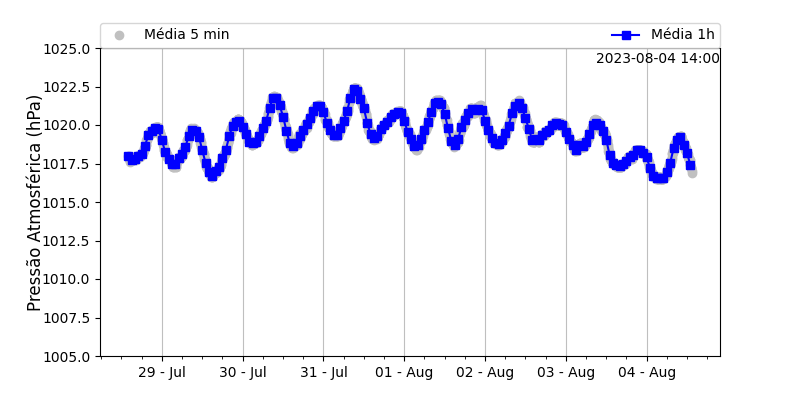 Média 5 min
Média 1h
2023-08-04 14:00
Pressão Atmosférica (hPa)
1025.0
1022.5
1020.0
1017.5
1015.0
1012.5
1010.0
1007.5
1005.0
29 - Jul
30 - Jul
31 - Jul
01 - Aug
02 - Aug
03 - Aug
04 - Aug